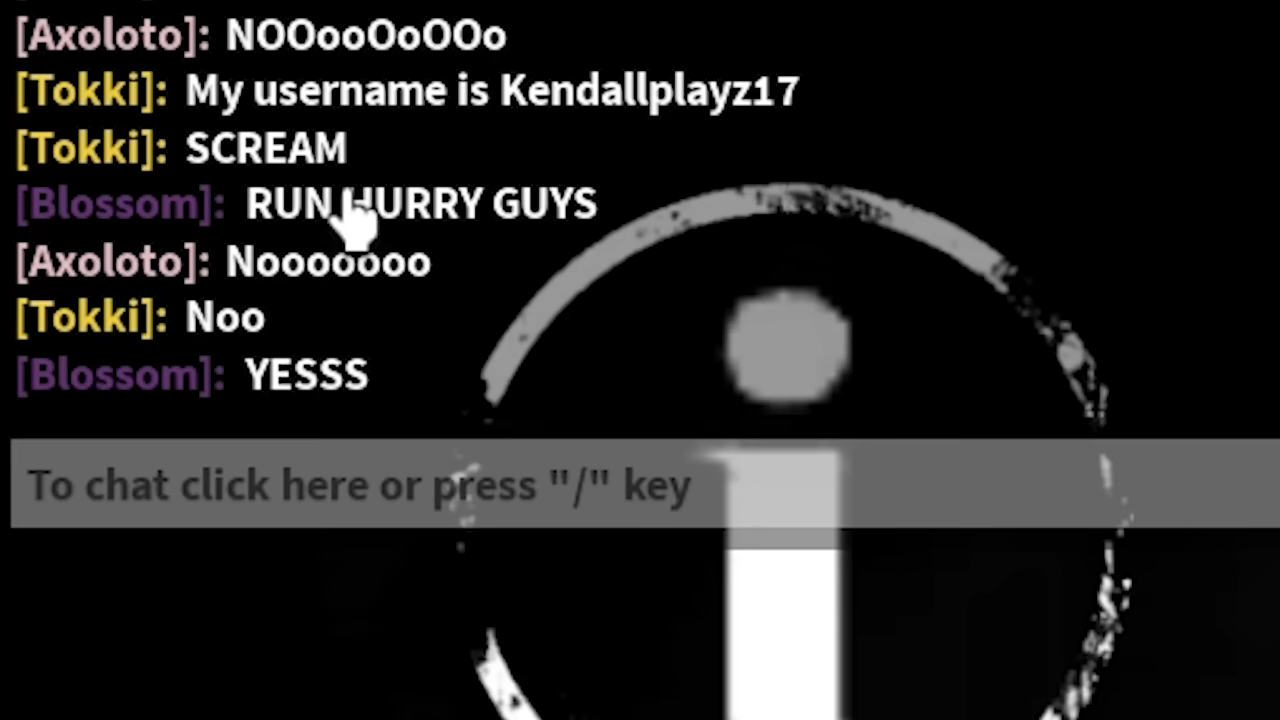 [Axoloto]: NOOooOoOOo
[Tokki]: My username is Kendallplayz17
[Tokki]: SCREAM
[Blossom]: RUN HURRY GUYS
[Axoloto]: Nooooooo
[Tokki]: Noo
[Blossom]: YESSS
To chat click here or press "/" key